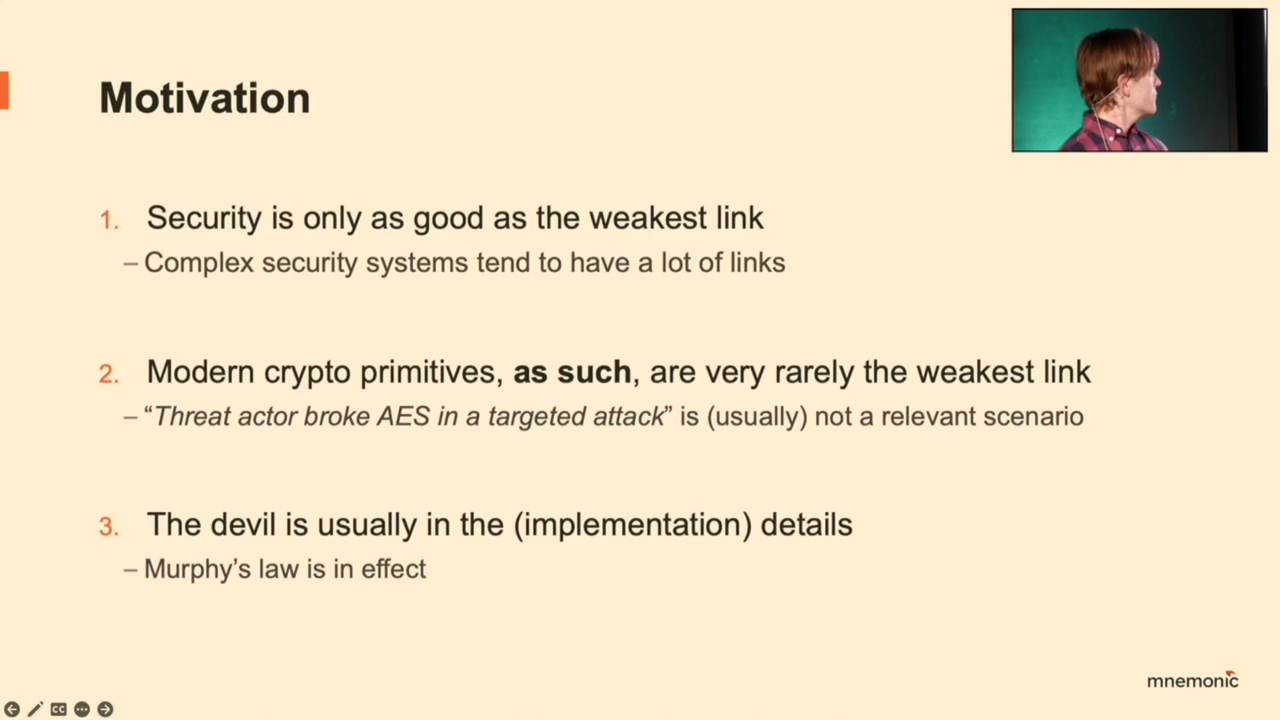 Motivation
1. Security is only as good as the weakest link
– Complex security systems tend to have a lot of links
2. Modern crypto primitives, as such, are very rarely the weakest link
– “Threat actor broke AES in a targeted attack” is (usually) not a relevant scenario
3. The devil is usually in the (implementation) details
– Murphy’s law is in effect
mnemonic
CC